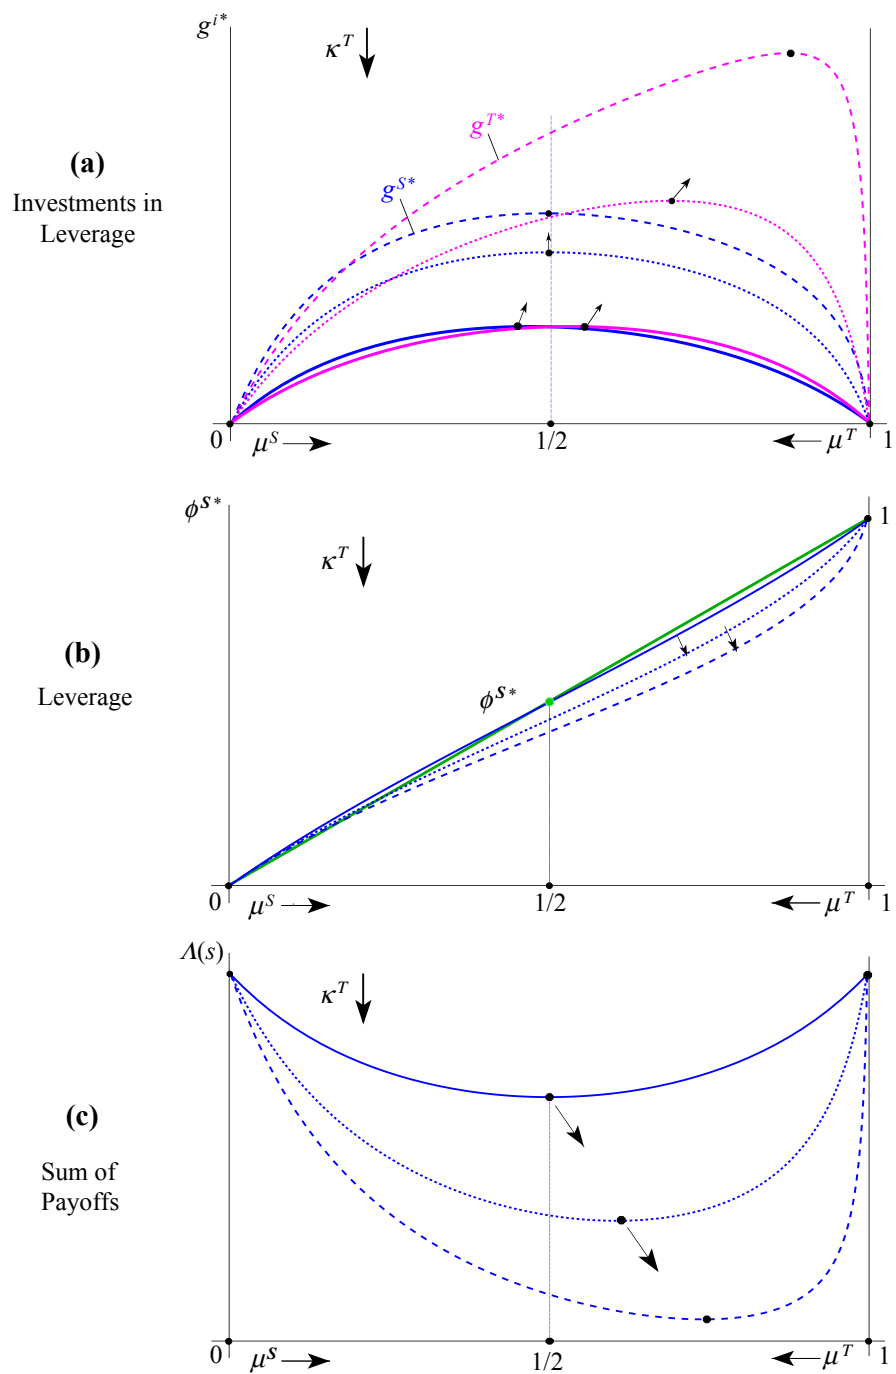 g^{i*}
κ^T
g^{T*}
(a)
g^{S*}
Investments in
Leverage
0 μ^S 1/2 μ^T 1
ϕ^{S*}
1
κ^T
(b)
Leverage
ϕ^{S*}
0 μ^S 1/2 μ^T 1
Λ(s)
κ^T
(c)
Sum of
Payoffs
0 μ^S 1/2 μ^T 1